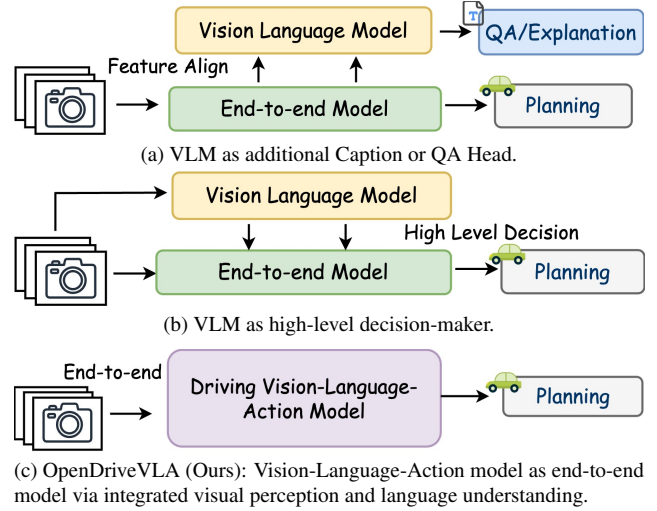 Vision Language Model
T
QA/Explanation
Feature Align
End-to-end Model
Planning
(a) VLM as additional Caption or QA Head.
Vision Language Model
High Level Decision
End-to-end Model
Planning
(b) VLM as high-level decision-maker.
End-to-end
Driving Vision-Language-
Action Model
Planning
(c) OpenDriveVLA (Ours): Vision-Language-Action model as end-to-end
model via integrated visual perception and language understanding.